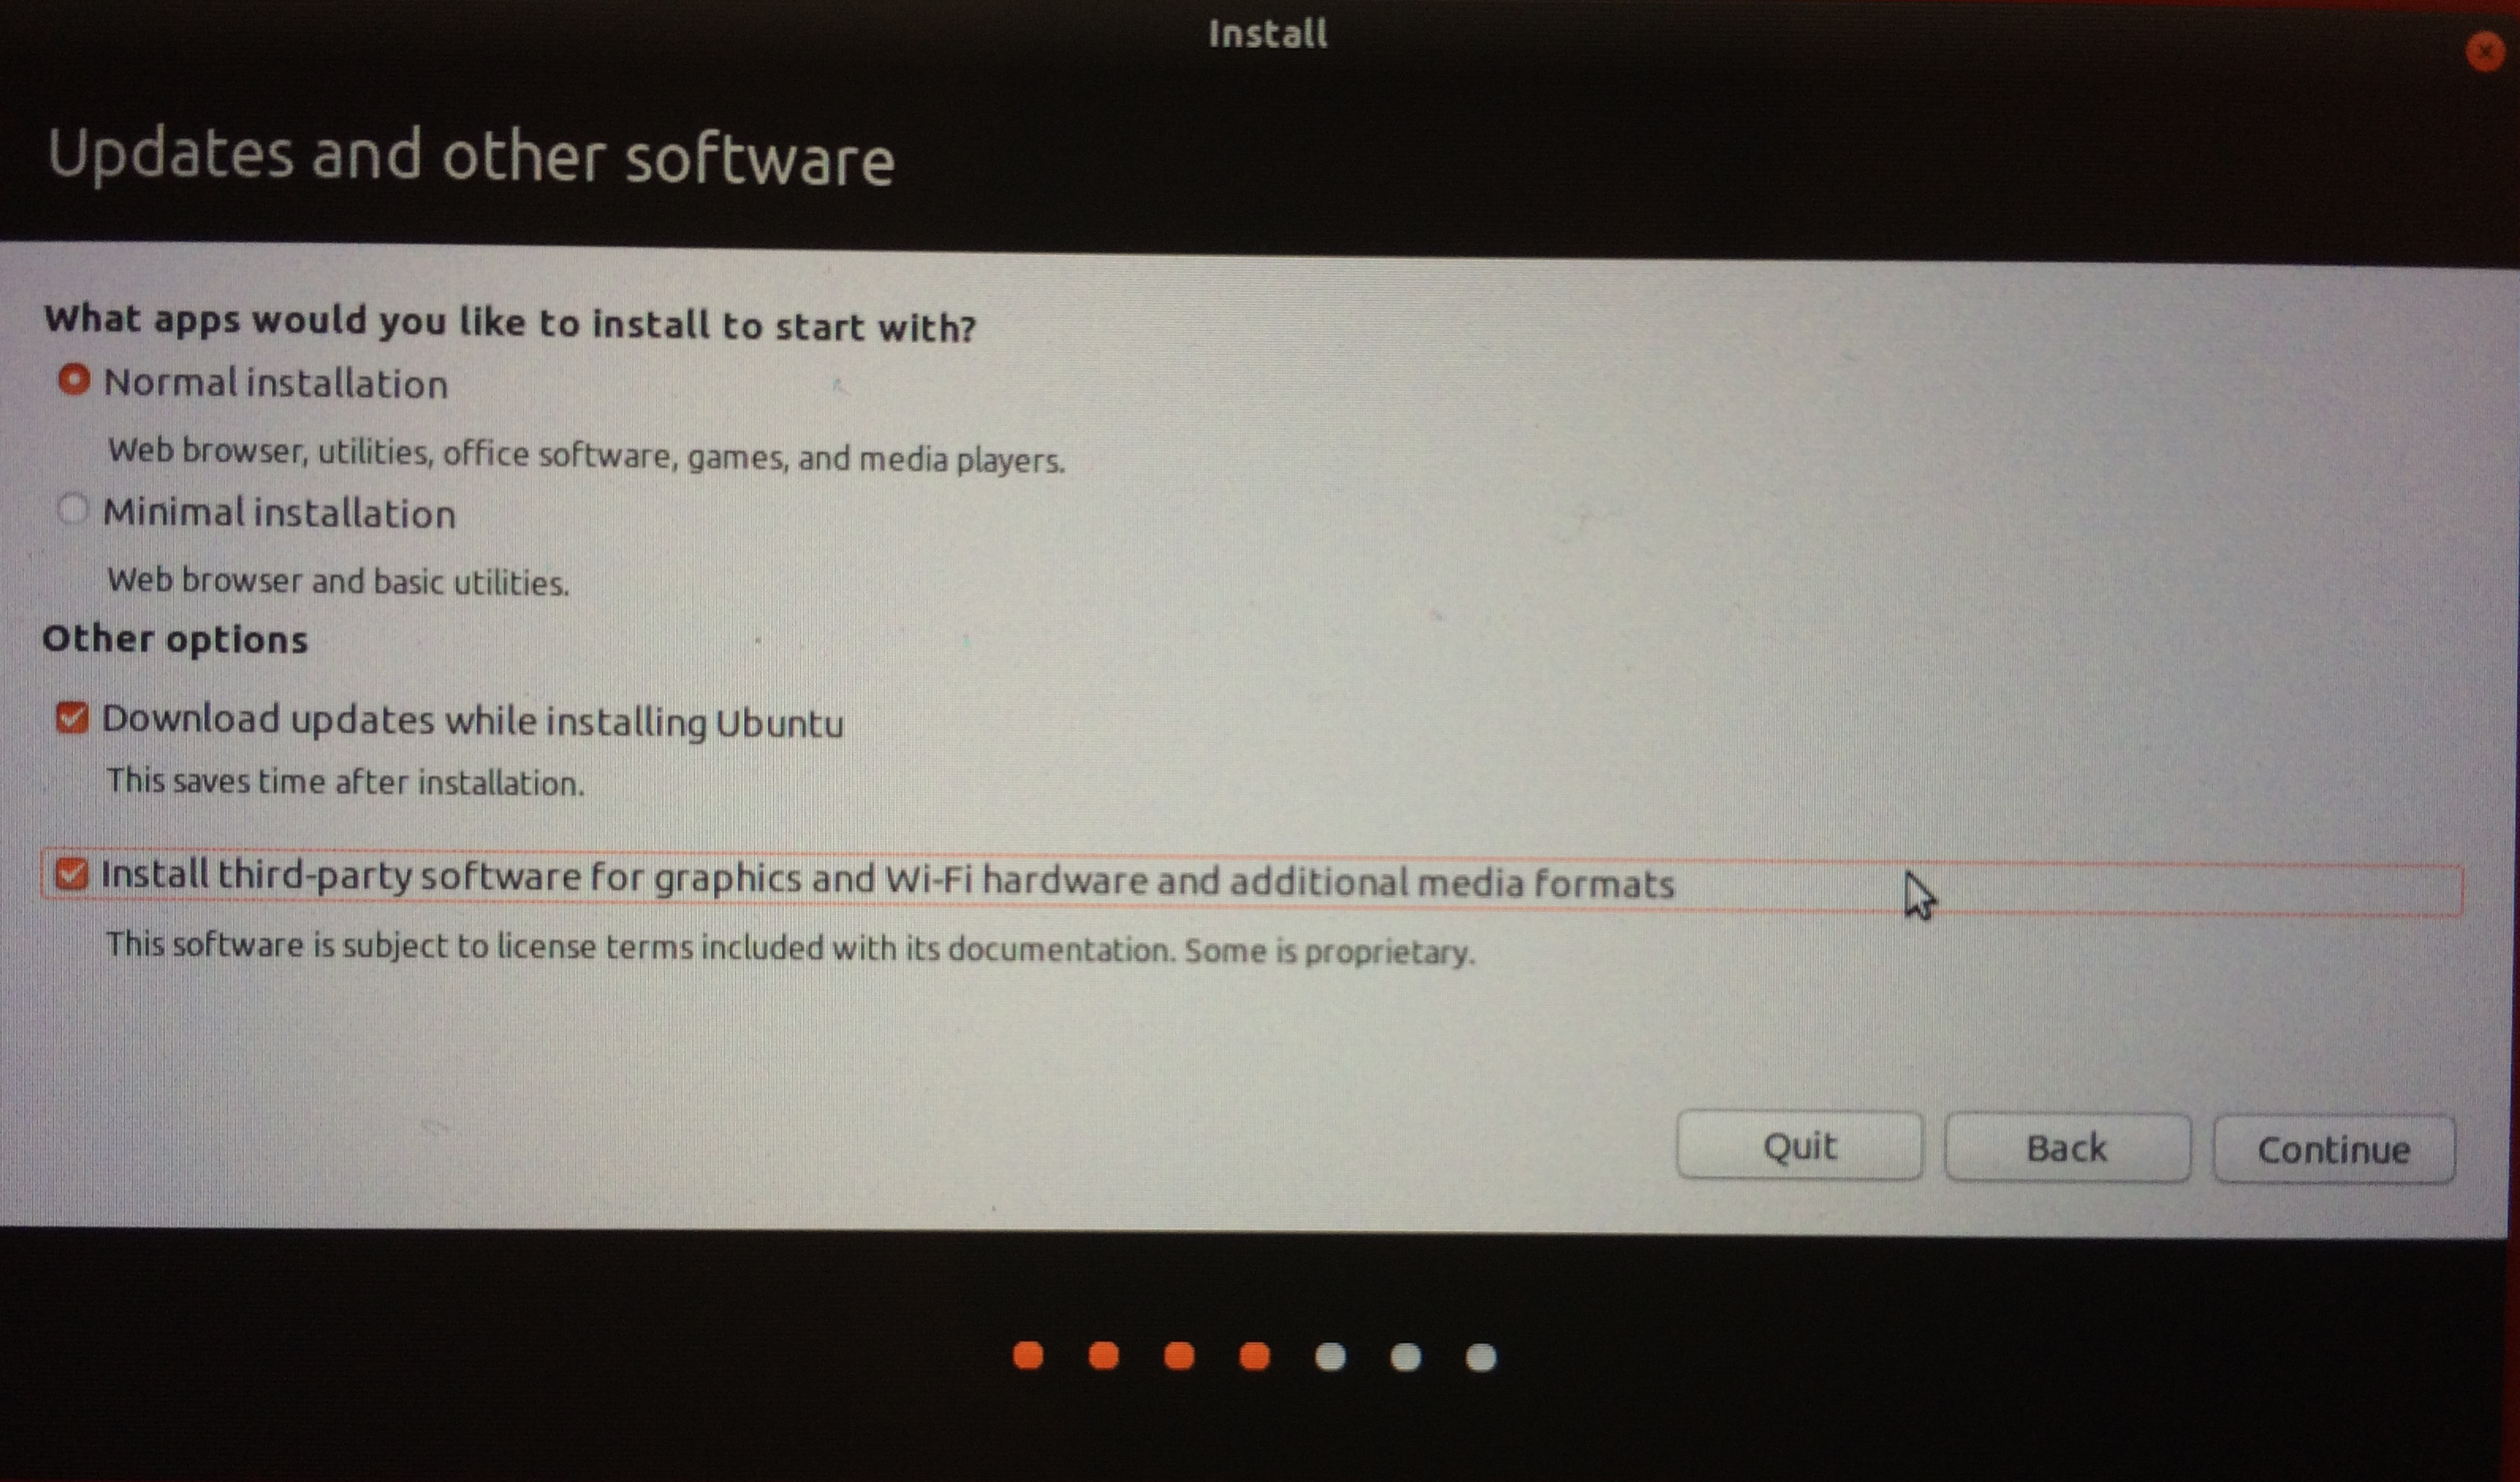 Install
Updates and other software
What apps would you like to install to start with?
Normal installation
Web browser, utilities, office software, games, and media players.
Minimal installation
Web browser and basic utilities.
Other options
Download updates while installing Ubuntu
This saves time after installation.
Install third-party software for graphics and Wi-Fi hardware and additional media formats
This software is subject to license terms included with its documentation. Some is proprietary.
Quit
Back
Continue